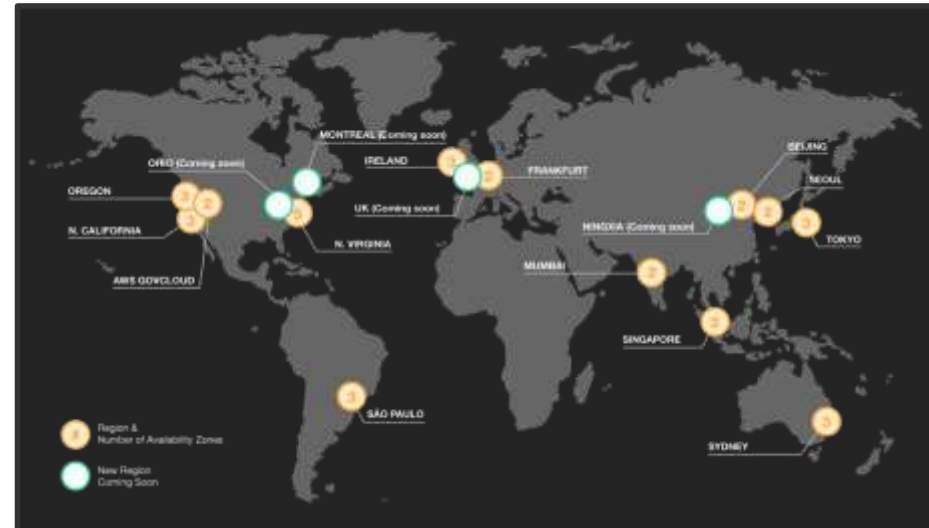 MONTREAL (Coming soon)
OHIO (Coming soon)
IRELAND
BEIJING
FRANKFURT
SEOUL
OREGON
UK (Coming soon)
N. CALIFORNIA
NINGXIA (Coming soon)
N. VIRGINIA
TOKYO
MUMBAI
AWS GOVCLOUD
SINGAPORE
SÃO PAULO
Region &
Number of Availability Zones
SYDNEY
New Region
Coming Soon